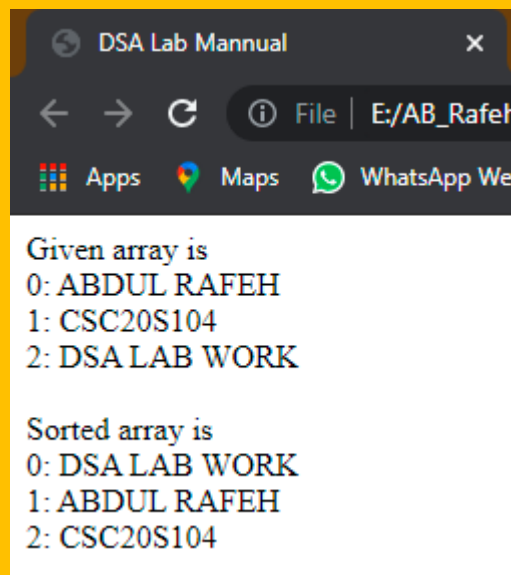 DSA Lab Mannual
File | E:/AB_Rafeh
Apps Maps WhatsApp We
Given array is
0: ABDUL RAFEH
1: CSC20S104
2: DSA LAB WORK
Sorted array is
0: DSA LAB WORK
1: ABDUL RAFEH
2: CSC20S104